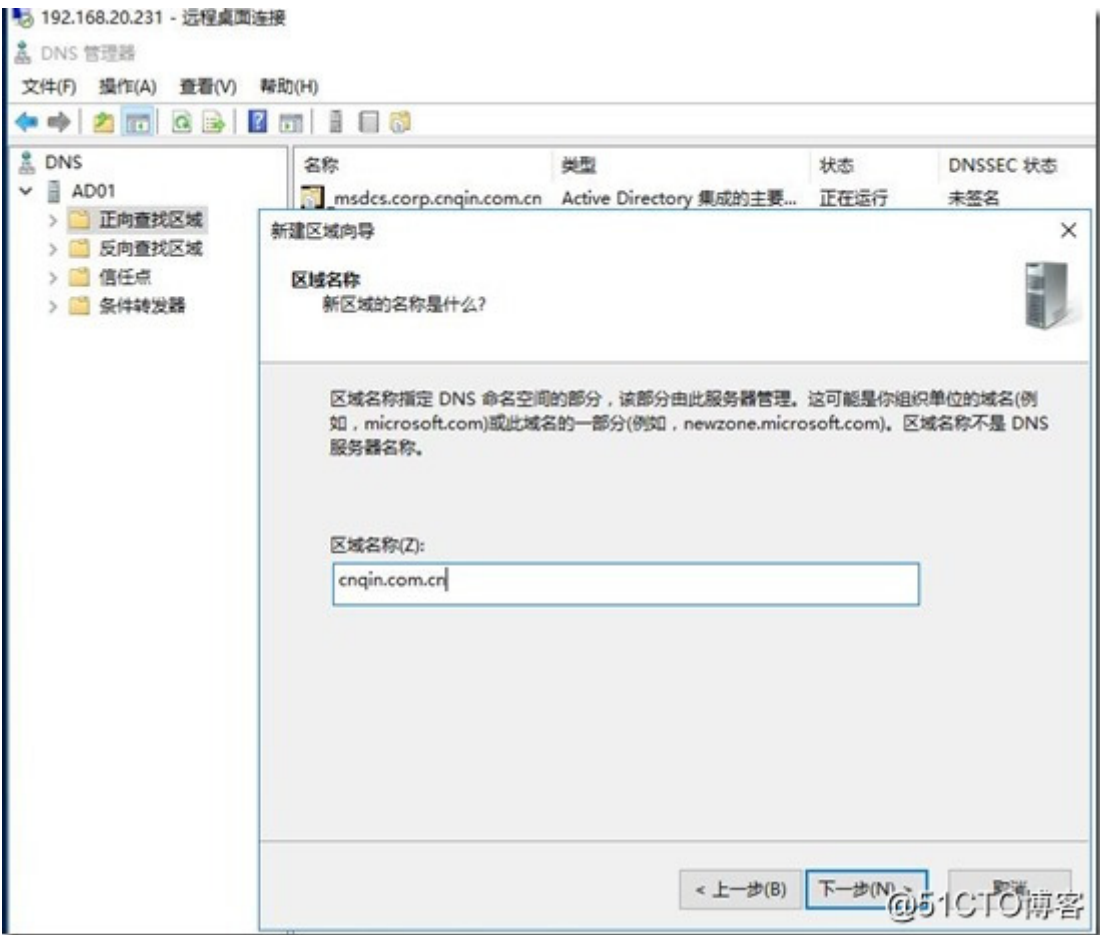 192.168.20.231 - 远程桌面连接
DNS 管理器
文件(F) 操作(A) 查看(V) 帮助(H)
DNS
AD01
正向查找区域
反向查找区域
信任点
条件转发器
名称 类型 状态 DNSSEC 状态
_msdcs.corp.cnqin.com.cn Active Directory 集成的主要... 正在运行 未签名
新建区域向导
区域名称
新区域的名称是什么?
区域名称指定 DNS 命名空间的部分，该部分由此服务器管理。这可能是你组织单位的域名(例
如，microsoft.com)或此域名的一部分(例如，newzone.microsoft.com)。区域名称不是 DNS
服务器名称。
区域名称(Z):
cnqin.com.cn
< 上一步(B) 下一步(N) > 取消
@51CTO博客